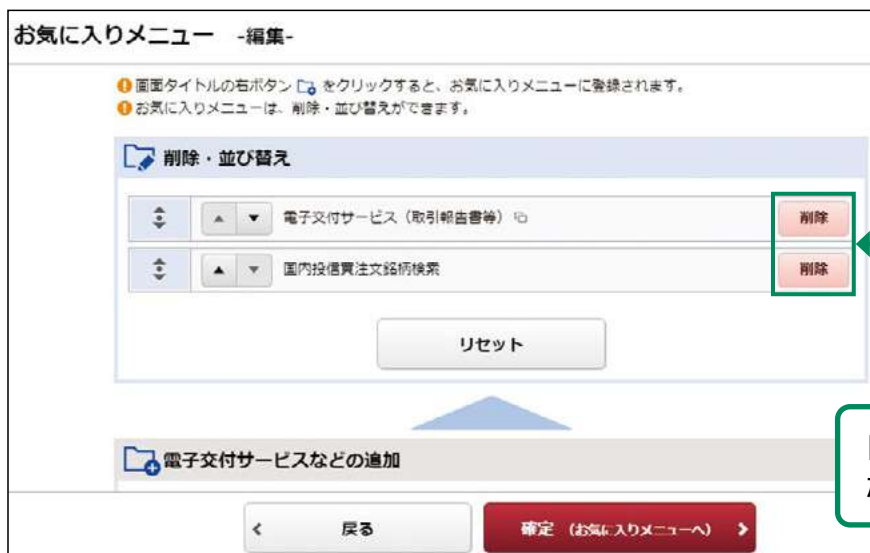 お気に入りメニュー -編集-
画面タイトルの右ボタン をクリックすると、お気に入りメニューに登録されます。
お気に入りメニューは、削除・並び替えができます。
削除・並び替え
電子交付サービス（取引報告書等） 削除
国内投信買注文銘柄検索 削除
リセット
電子交付サービスなどの追加
戻る 確定 （お気に入りメニューへ）